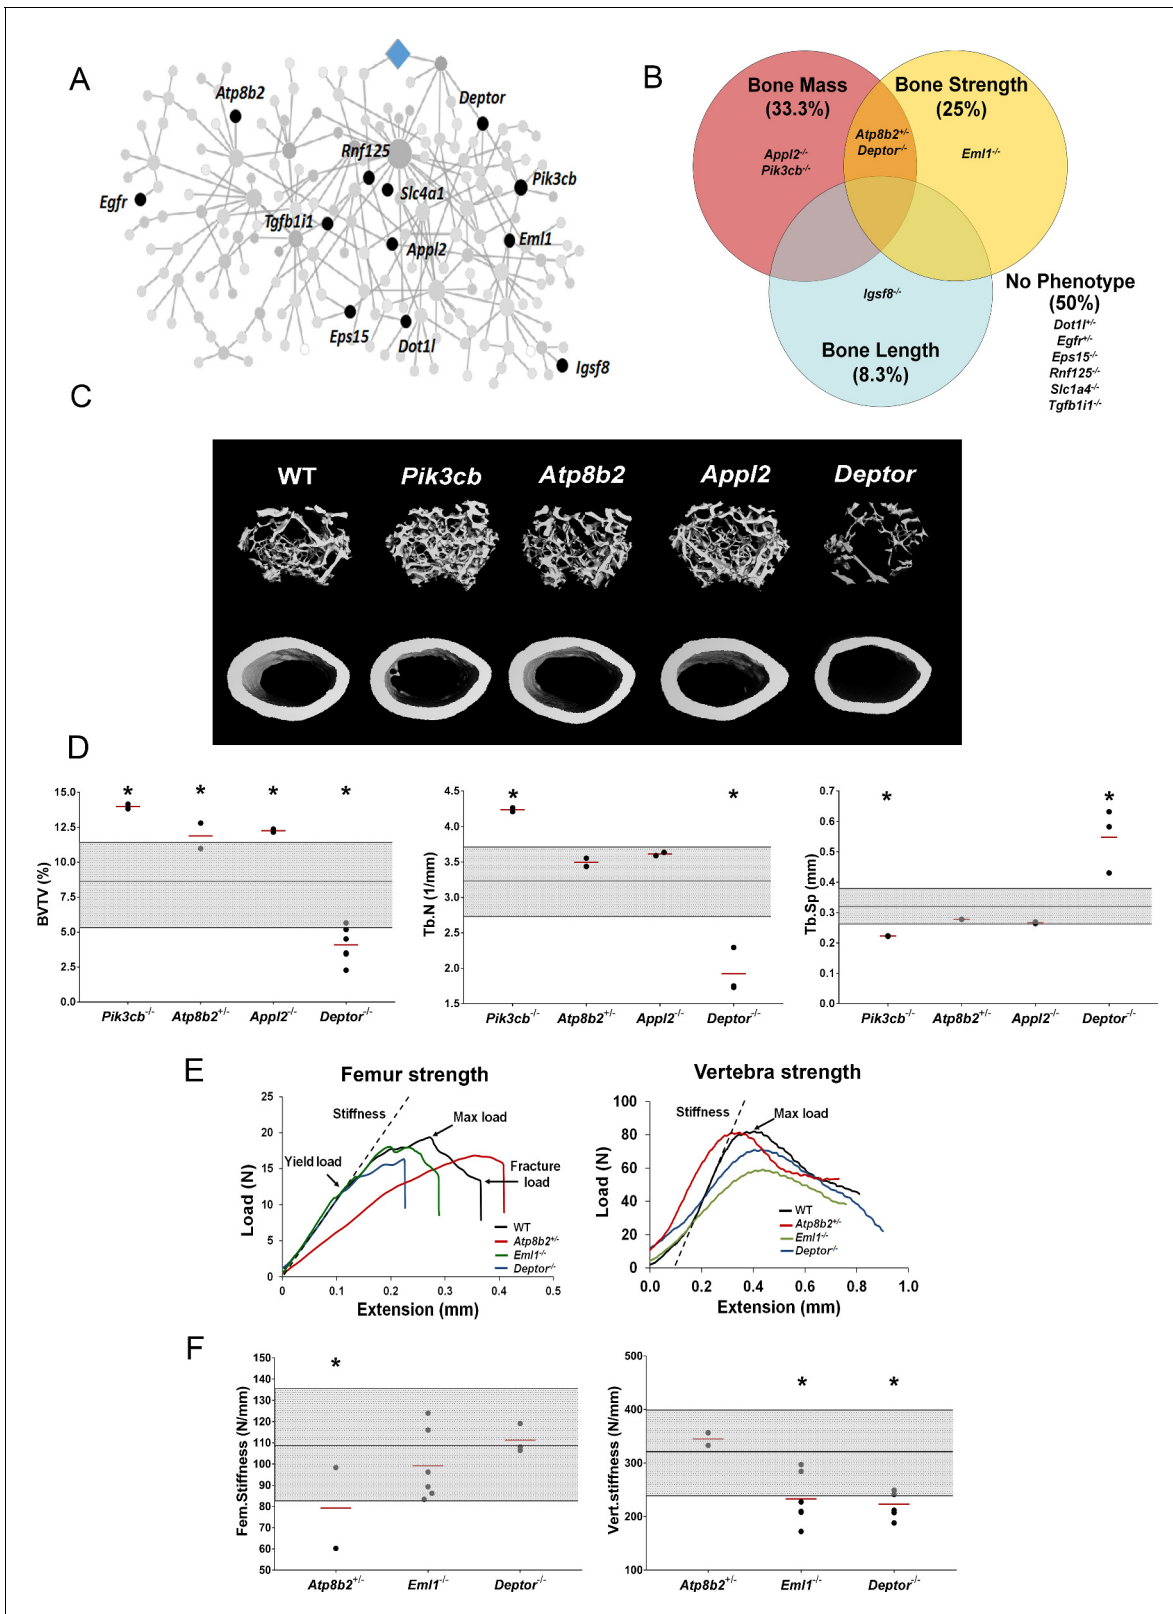 A
Atp8b2
Deptor
Rnf125
Slc4a1
Pik3cb
Egfr
Tgfb1i1
Appl2
Eml1
Eps15
Dot1l
Igsf8
B
Bone Mass
(33.3%)
Bone Strength
(25%)
Atp8b2+/-
Deptor-/-
Appl2-/-
Pik3cb-/-
Eml1-/-
Igsf8-/-
Bone Length
(8.3%)
No Phenotype
(50%)
Dot1l+/-
Egfr+/-
Eps15-/-
Rnf125-/-
Slc1a4-/-
Tgfb1i1-/-
C
WT Pik3cb Atp8b2 Appl2 Deptor
D
BVTV (%)
15.0
12.5
10.0
7.5
5.0
2.5
0.0
* * * *
Pik3cb-/- Atp8b2+/- Appl2-/- Deptor-/-
Tb.N (1/mm)
4.5
4.0
3.5
3.0
2.5
2.0
1.5
* *
Pik3cb-/- Atp8b2+/- Appl2-/- Deptor-/-
Tb.Sp (mm)
0.7
0.6
0.5
0.4
0.3
0.2
0.1
0.0
* *
Pik3cb-/- Atp8b2+/- Appl2-/- Deptor-/-
E
Femur strength
Load (N)
25
20
15
10
5
0
Stiffness
Max load
Yield load
Fracture
load
WT
Atp8b2+/-
Eml1-/-
Deptor-/-
0 0.1 0.2 0.3 0.4 0.5
Extension (mm)
Vertebra strength
Load (N)
100
80
60
40
20
0
Stiffness
Max load
WT
Atp8b2+/-
Eml1-/-
Deptor-/-
0.0 0.2 0.4 0.6 0.8 1.0
Extension (mm)
F
Fem.Stiffness (N/mm)
150
140
130
120
110
100
90
80
70
60
50
*
Atp8b2+/- Eml1-/- Deptor-/-
Vert.stiffness (N/mm)
500
400
300
200
100
* *
Atp8b2+/- Eml1-/- Deptor-/-